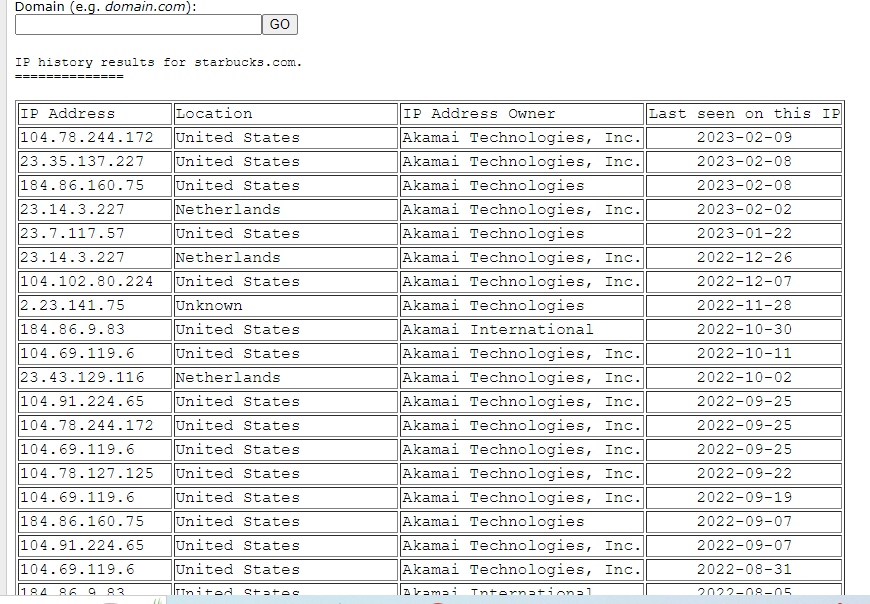 Domain (e.g. domain.com):
GO
IP history results for starbucks.com.
==============
IP Address Location IP Address Owner Last seen on this IP
104.78.244.172 United States Akamai Technologies, Inc. 2023-02-09
23.35.137.227 United States Akamai Technologies, Inc. 2023-02-08
184.86.160.75 United States Akamai Technologies 2023-02-08
23.14.3.227 Netherlands Akamai Technologies, Inc. 2023-02-02
23.7.117.57 United States Akamai Technologies 2023-01-22
23.14.3.227 Netherlands Akamai Technologies, Inc. 2022-12-26
104.102.80.224 United States Akamai Technologies, Inc. 2022-12-07
2.23.141.75 Unknown Akamai Technologies 2022-11-28
184.86.9.83 United States Akamai International 2022-10-30
104.69.119.6 United States Akamai Technologies, Inc. 2022-10-11
23.43.129.116 Netherlands Akamai Technologies, Inc. 2022-10-02
104.91.224.65 United States Akamai Technologies, Inc. 2022-09-25
104.78.244.172 United States Akamai Technologies, Inc. 2022-09-25
104.69.119.6 United States Akamai Technologies, Inc. 2022-09-25
104.78.127.125 United States Akamai Technologies, Inc. 2022-09-22
104.69.119.6 United States Akamai Technologies, Inc. 2022-09-19
184.86.160.75 United States Akamai Technologies 2022-09-07
104.91.224.65 United States Akamai Technologies, Inc. 2022-09-07
104.69.119.6 United States Akamai Technologies, Inc. 2022-08-31
184.86.9.83 United States Akamai International 2022-08-05